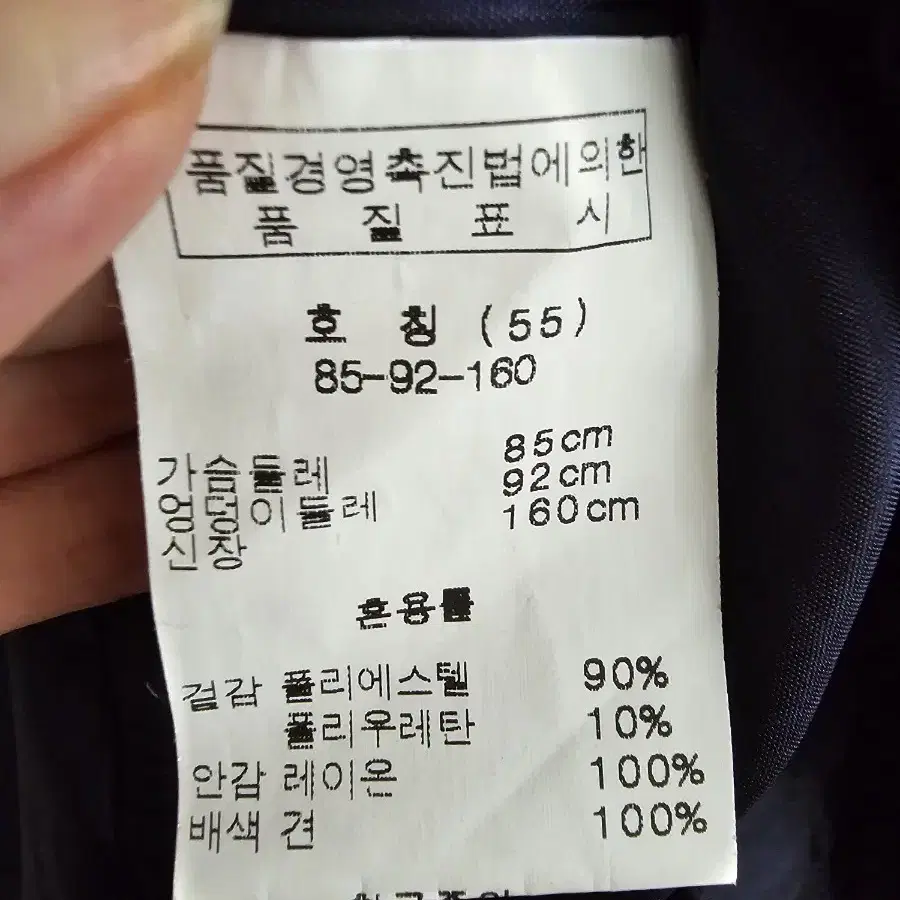 품질경영촉진법에의한
품 질 표 시
호 칭 (55)
85-92-160
가슴둘레 85cm
엉덩이둘레 92cm
신장 160cm
혼용률
겉감 폴리에스텔 90%
폴리우레탄 10%
안감 레이온 100%
배색 견 100%